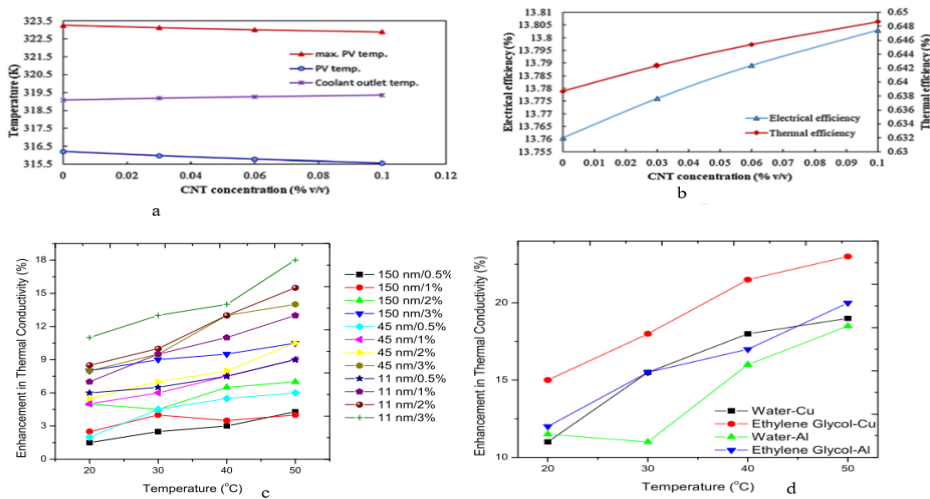 323.5
322.5
321.5
320.5
319.5
318.5
317.5
316.5
315.5
Temperature(K)
max. PV temp.
PV temp.
Coolant outlet temp.
0 0.02 0.04 0.06 0.08 0.1 0.12
CNT concentration (% v/v)
a
13.81
13.805
13.8
13.795
13.79
13.785
13.78
13.775
13.77
13.765
13.76
13.755
Electrical efficiency (%)
Electrical efficiency
Thermal efficiency
0.65
0.648
0.646
0.644
0.642
0.64
0.638
0.636
0.634
0.632
0.63
Thermal efficiency (%)
0 0.01 0.02 0.03 0.04 0.05 0.06 0.07 0.08 0.09 0.1
CNT concentration (% v/v)
b
Enhancement in Thermal Conductivity (%)
18
15
12
9
6
3
0
20 30 40 50
Temperature (°C)
c
150 nm/0.5%
150 nm/1%
150 nm/2%
150 nm/3%
45 nm/0.5%
45 nm/1%
45 nm/2%
45 nm/3%
11 nm/0.5%
11 nm/1%
11 nm/2%
11 nm/3%
Enhancement in Thermal Conductivity (%)
20
15
10
Water-Cu
Ethylene Glycol-Cu
Water-Al
Ethylene Glycol-Al
20 30 40 50
Temperature (°C)
d